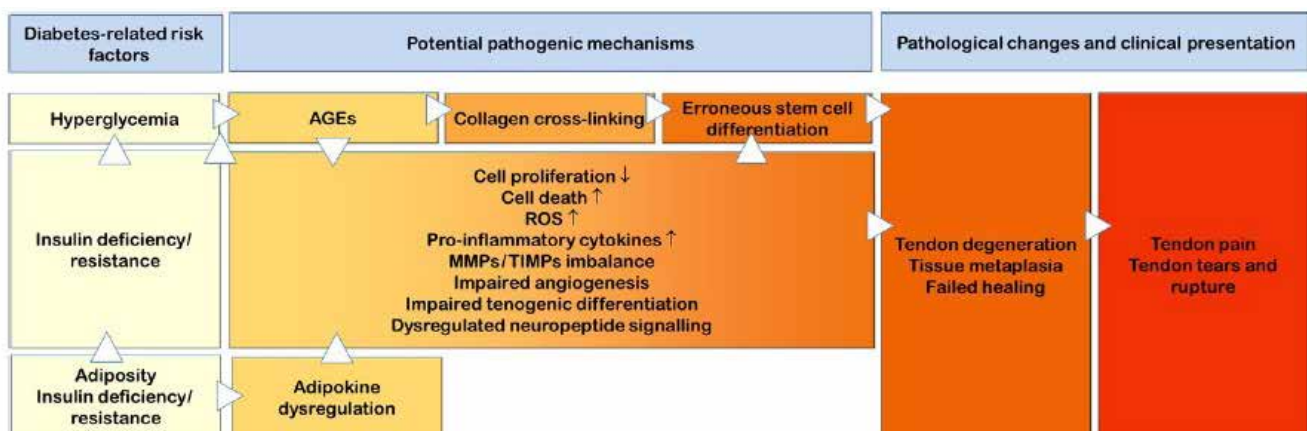 Diabetes-related risk
factors
Potential pathogenic mechanisms
Pathological changes and clinical presentation
Hyperglycemia
AGEs
Collagen cross-linking
Erroneous stem cell
differentiation
Insulin deficiency/
resistance
Cell proliferation ↓
Cell death ↑
ROS ↑
Pro-inflammatory cytokines ↑
MMPs/TIMPs imbalance
Impaired angiogenesis
Impaired tenogenic differentiation
Dysregulated neuropeptide signalling
Tendon degeneration
Tissue metaplasia
Failed healing
Tendon pain
Tendon tears and
rupture
Adiposity
Insulin deficiency/
resistance
Adipokine
dysregulation